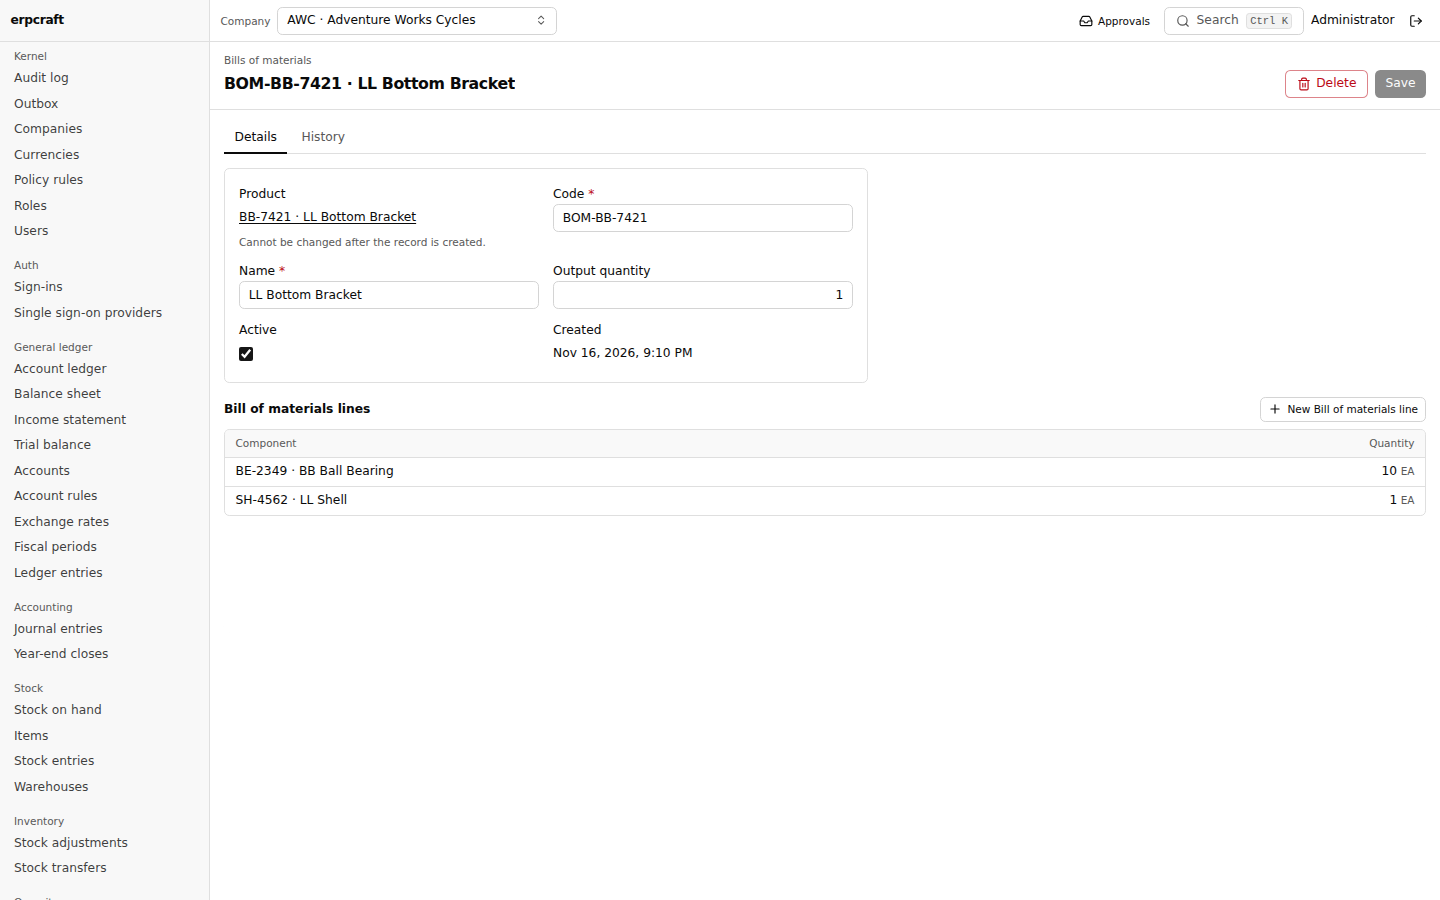 erpcraft
Company
AWC · Adventure Works Cycles
Approvals
Search
Ctrl K
Administrator
Kernel
Audit log
Outbox
Companies
Currencies
Policy rules
Roles
Users
Auth
Sign-ins
Single sign-on providers
General ledger
Account ledger
Balance sheet
Income statement
Trial balance
Accounts
Account rules
Exchange rates
Fiscal periods
Ledger entries
Accounting
Journal entries
Year-end closes
Stock
Stock on hand
Items
Stock entries
Warehouses
Inventory
Stock adjustments
Stock transfers
Bills of materials
BOM-BB-7421 · LL Bottom Bracket
Delete
Save
Details
History
Product
BB-7421 · LL Bottom Bracket
Cannot be changed after the record is created.
Code *
BOM-BB-7421
Name *
LL Bottom Bracket
Output quantity
1
Active
Created
Nov 16, 2026, 9:10 PM
Bill of materials lines
New Bill of materials line
Component
Quantity
BE-2349 · BB Ball Bearing
10 EA
SH-4562 · LL Shell
1 EA